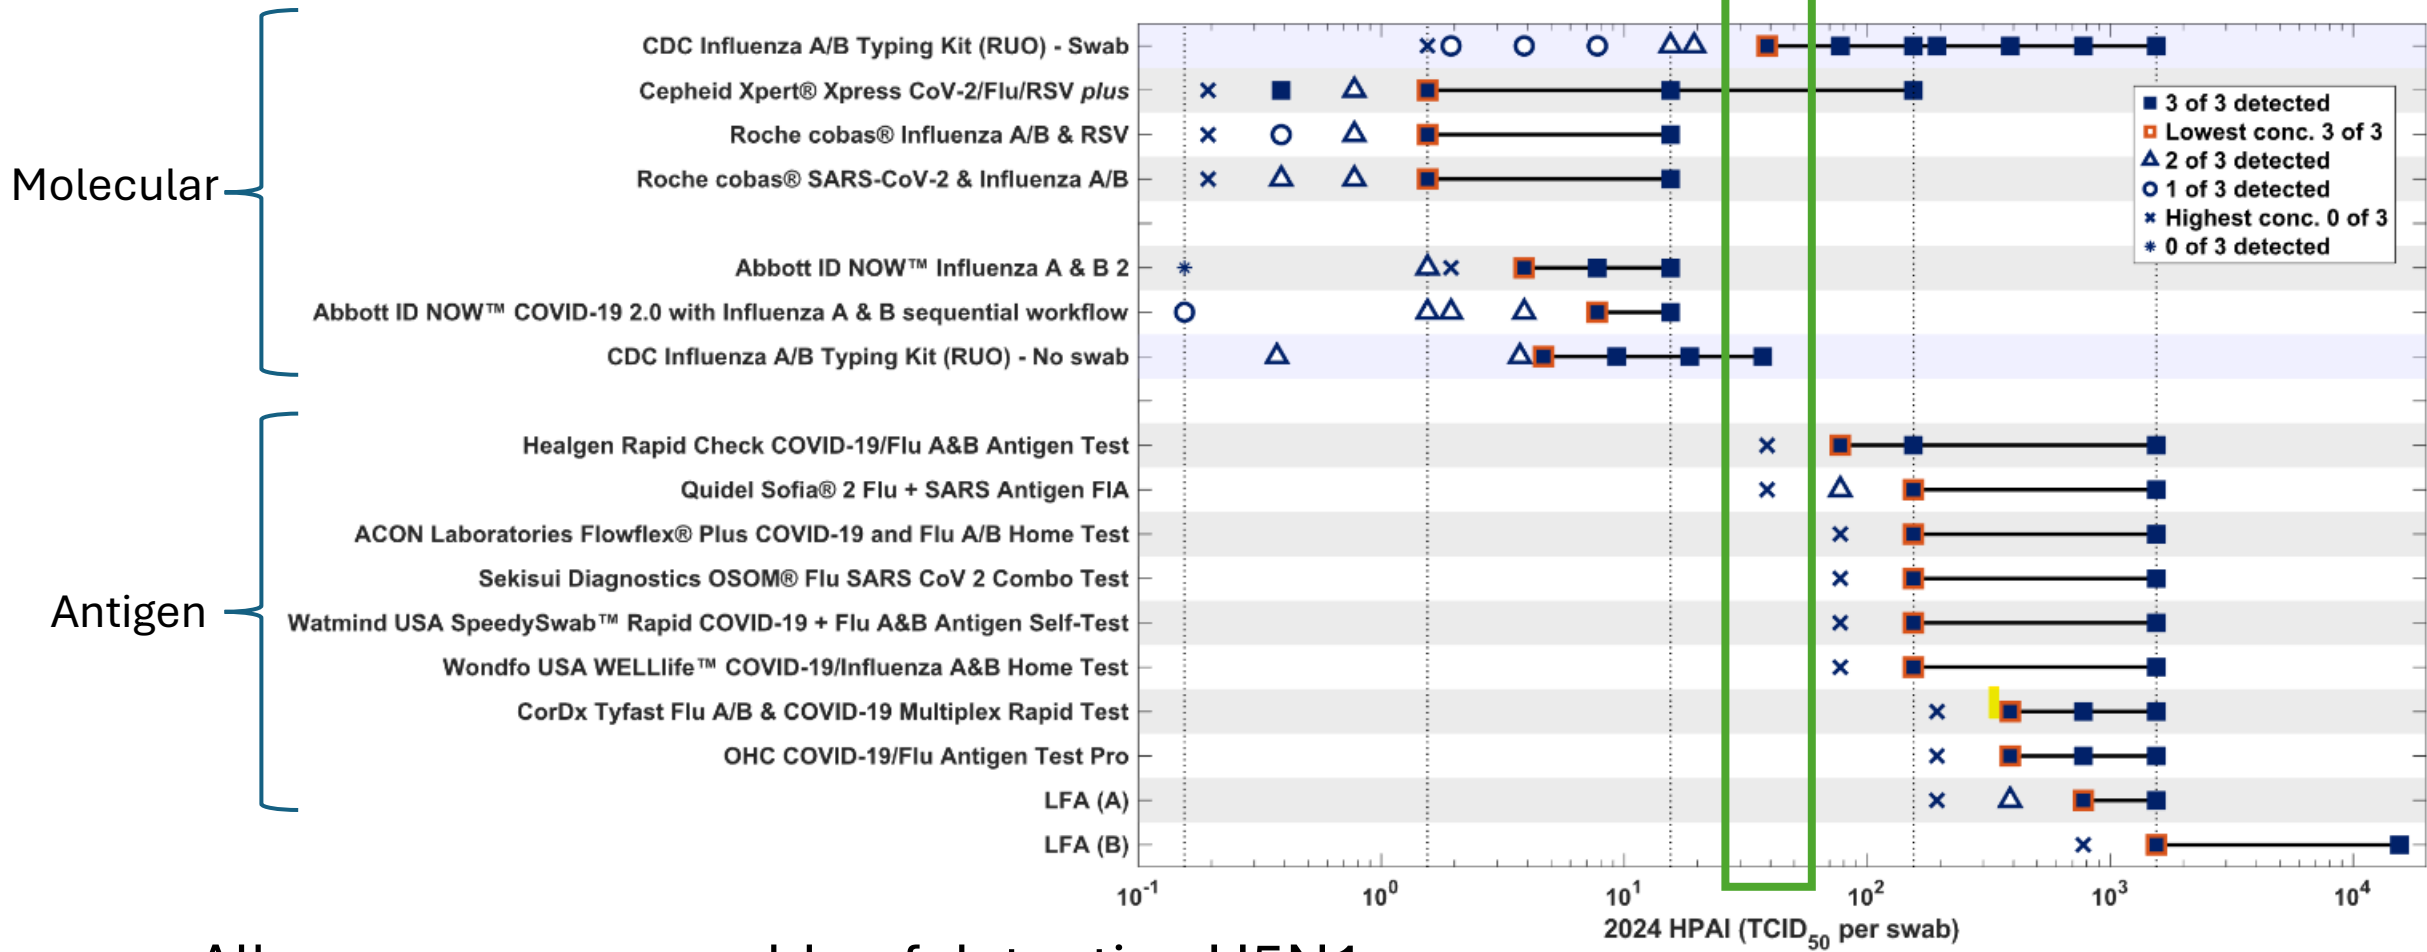 CDC Influenza A/B Typing Kit (RUO) - Swab
Cepheid Xpert® Xpress CoV-2/Flu/RSV plus
Roche cobas® Influenza A/B & RSV
Roche cobas® SARS-CoV-2 & Influenza A/B
Molecular
Abbott ID NOW™ Influenza A & B 2
Abbott ID NOW™ COVID-19 2.0 with Influenza A & B sequential workflow
CDC Influenza A/B Typing Kit (RUO) - No swab
3 of 3 detected
Lowest conc. 3 of 3
2 of 3 detected
1 of 3 detected
Highest conc. 0 of 3
0 of 3 detected
Healgen Rapid Check COVID-19/Flu A&B Antigen Test
Quidel Sofia® 2 Flu + SARS Antigen FIA
ACON Laboratories Flowflex® Plus COVID-19 and Flu A/B Home Test
Sekisui Diagnostics OSOM® Flu SARS CoV 2 Combo Test
Antigen
Watmind USA SpeedySwab™ Rapid COVID-19 + Flu A&B Antigen Self-Test
Wondfo USA WELLlife™ COVID-19/Influenza A&B Home Test
CorDx Tyfast Flu A/B & COVID-19 Multiplex Rapid Test
OHC COVID-19/Flu Antigen Test Pro
LFA (A)
LFA (B)
10⁻¹ 10⁰ 10¹ 10² 10³ 10⁴
2024 HPAI (TCID₅₀ per swab)